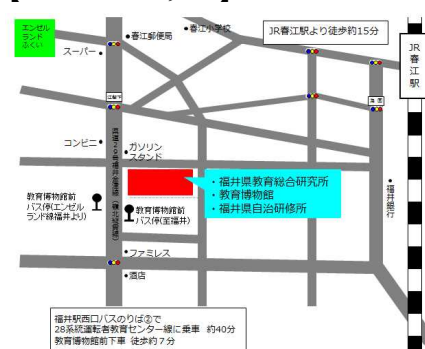 エンゼル
ランド
ふくい
スーパー
春江郵便局
春江小学校
JR春江駅より徒歩約15分
JR
春
江
駅
コンビニ
ガソリン
スタンド
・福井県教育総合研究所
・教育博物館
・福井県自治研修所
教育博物館前
バス停(エンゼル
ランド線福井より)
教育博物館前
バス停(至福井)
福井銀行
ファミレス
酒店
福井駅西口バスのりば②で
28系統運転者教育センター線に乗車 約40分
教育博物館前下車 徒歩約7分